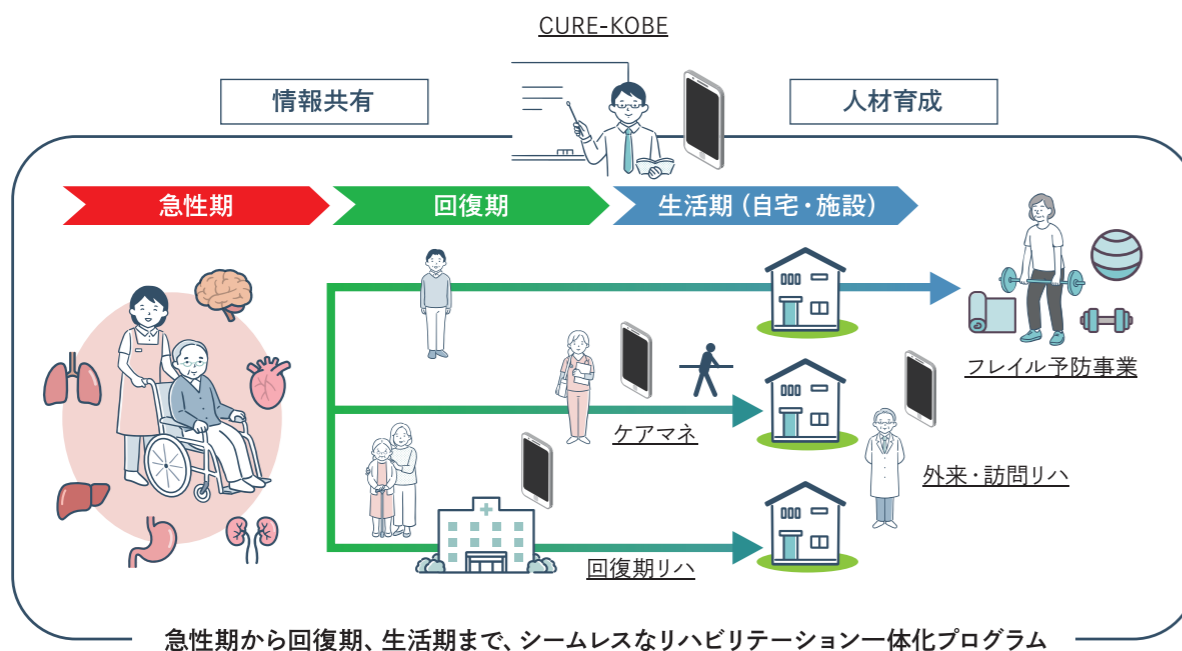 CURE-KOBE
情報共有
人材育成
急性期
回復期
生活期（自宅・施設）
フレイル予防事業
ケアマネ
外来・訪問リハ
回復期リハ
急性期から回復期、生活期まで、シームレスなリハビリテーション一体化プログラム